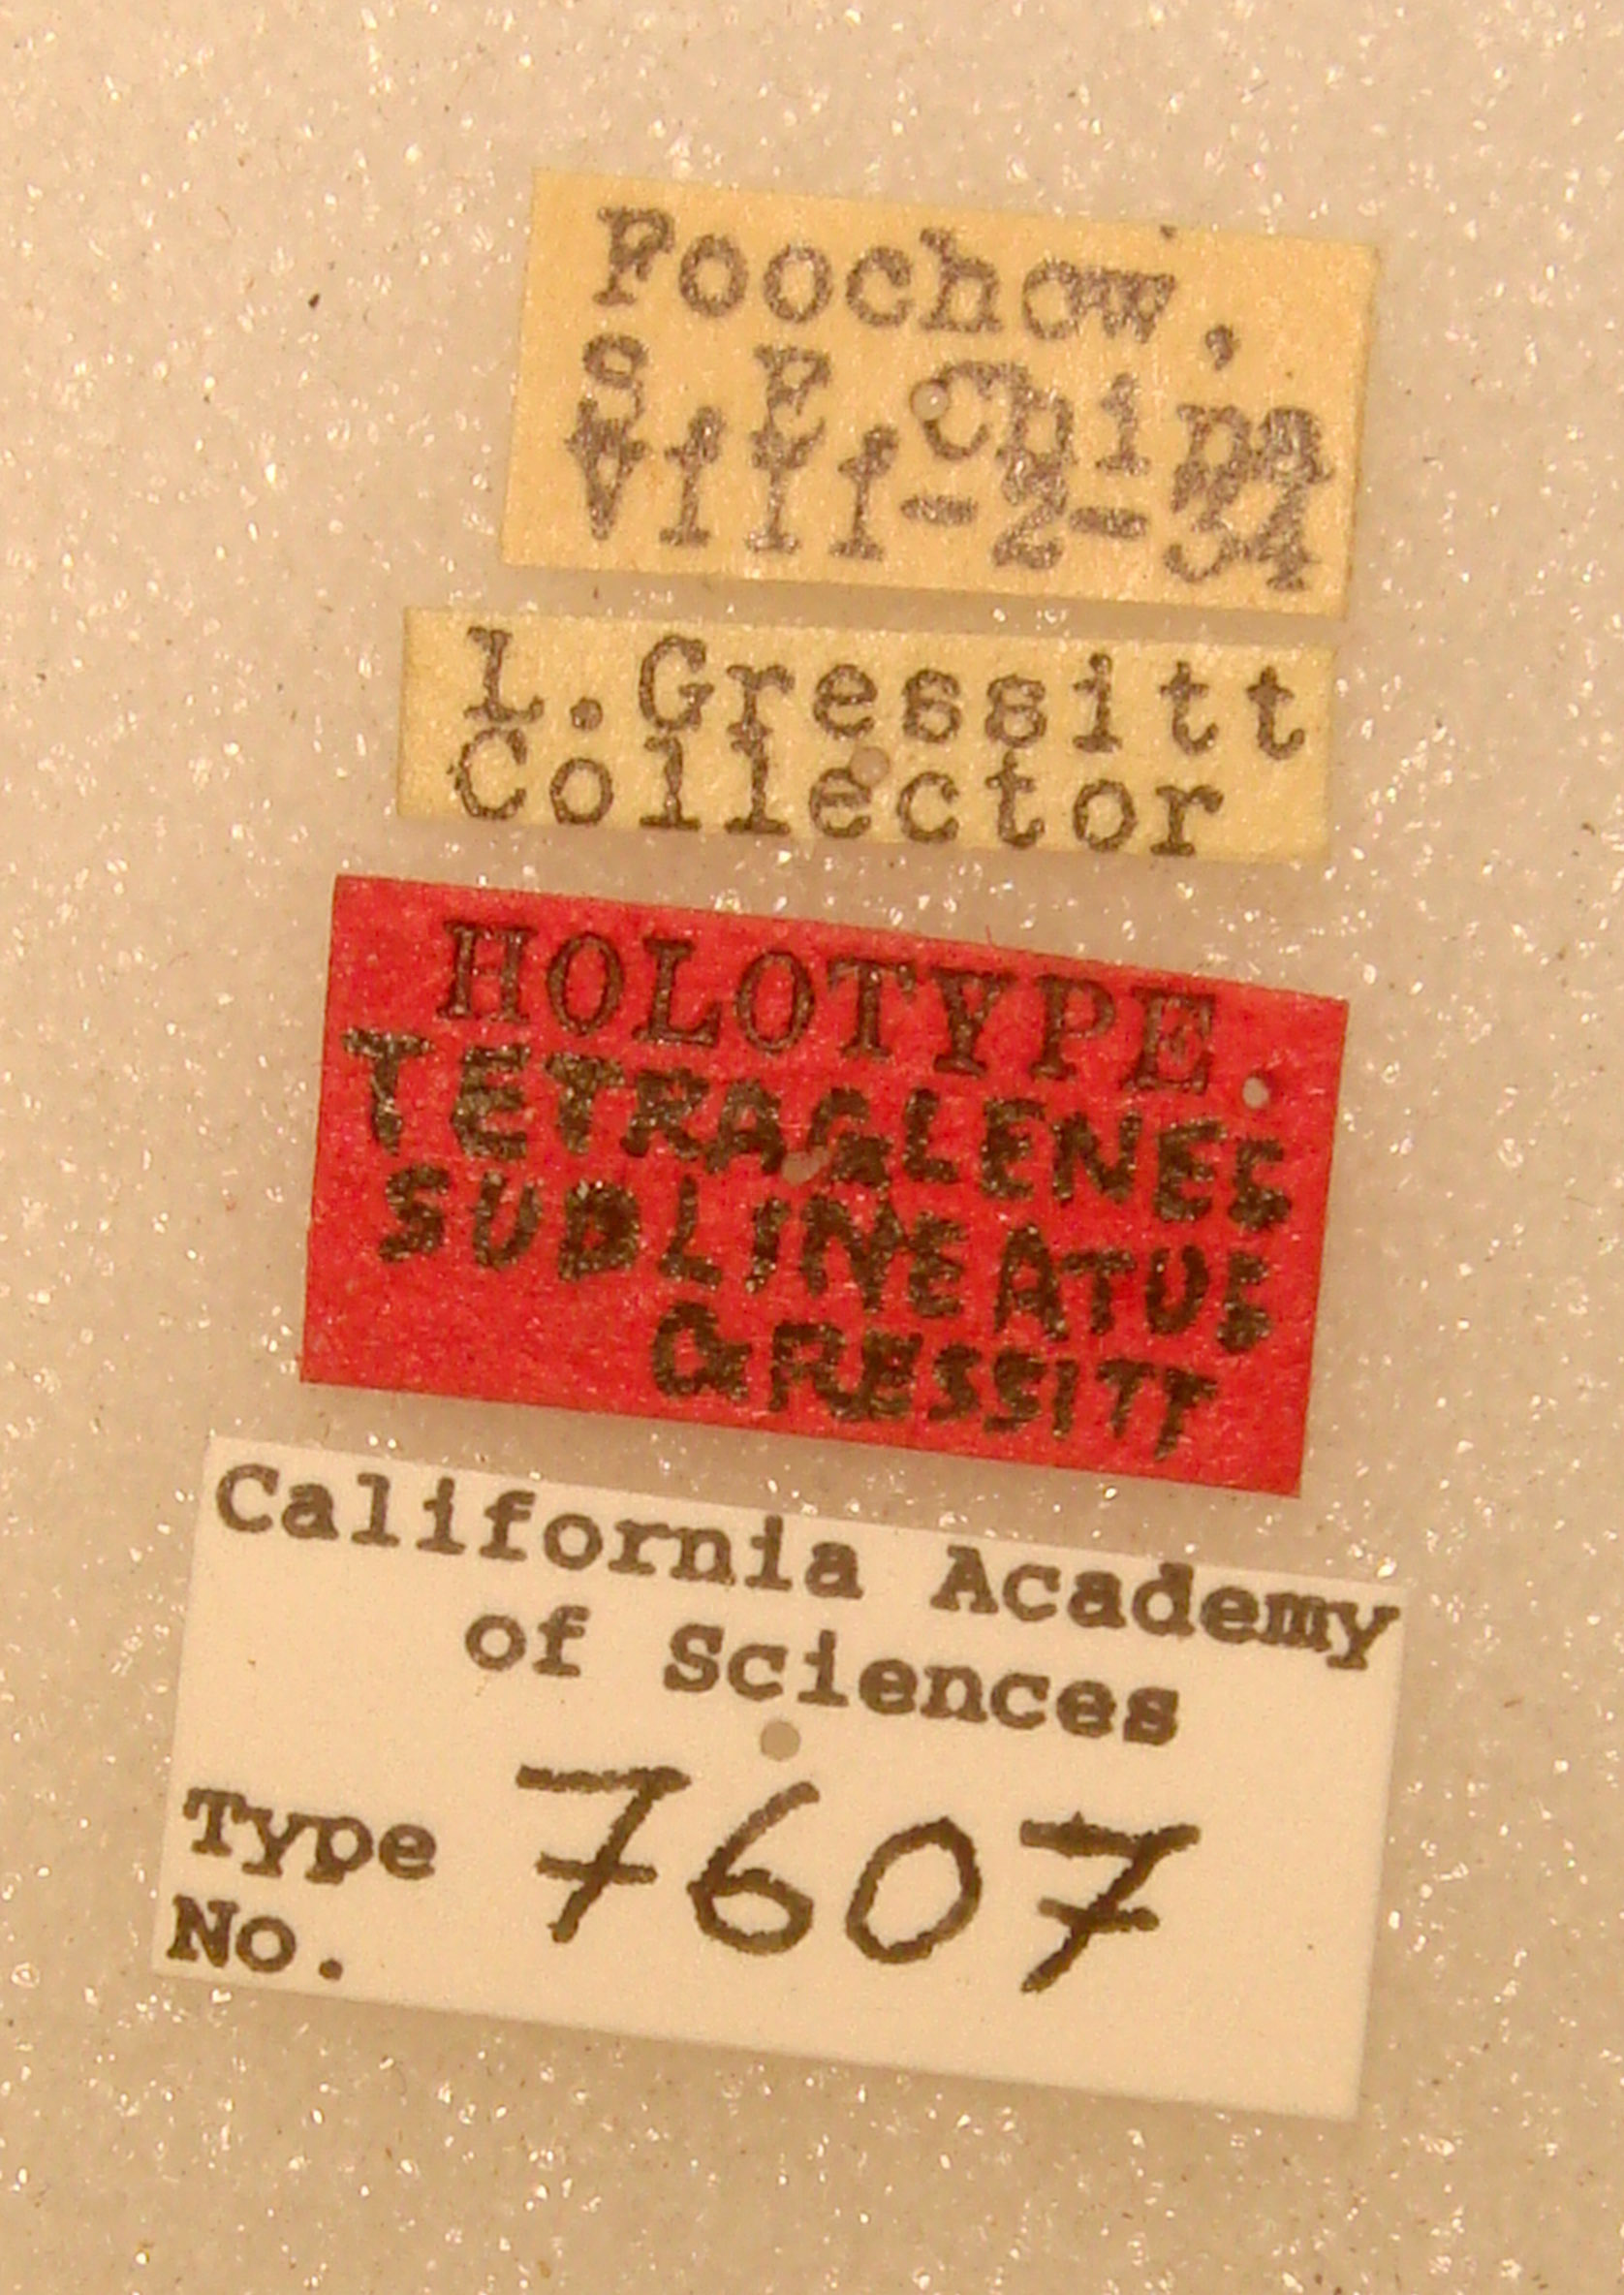 Foochow,
S.E.China
VIII-2-34
L.Gressitt
Collector
HOLOTYPE.
TETRAGLENES
SUBLINEATUS
GRESSITT
California Academy
of Sciences
Type 7607
No.